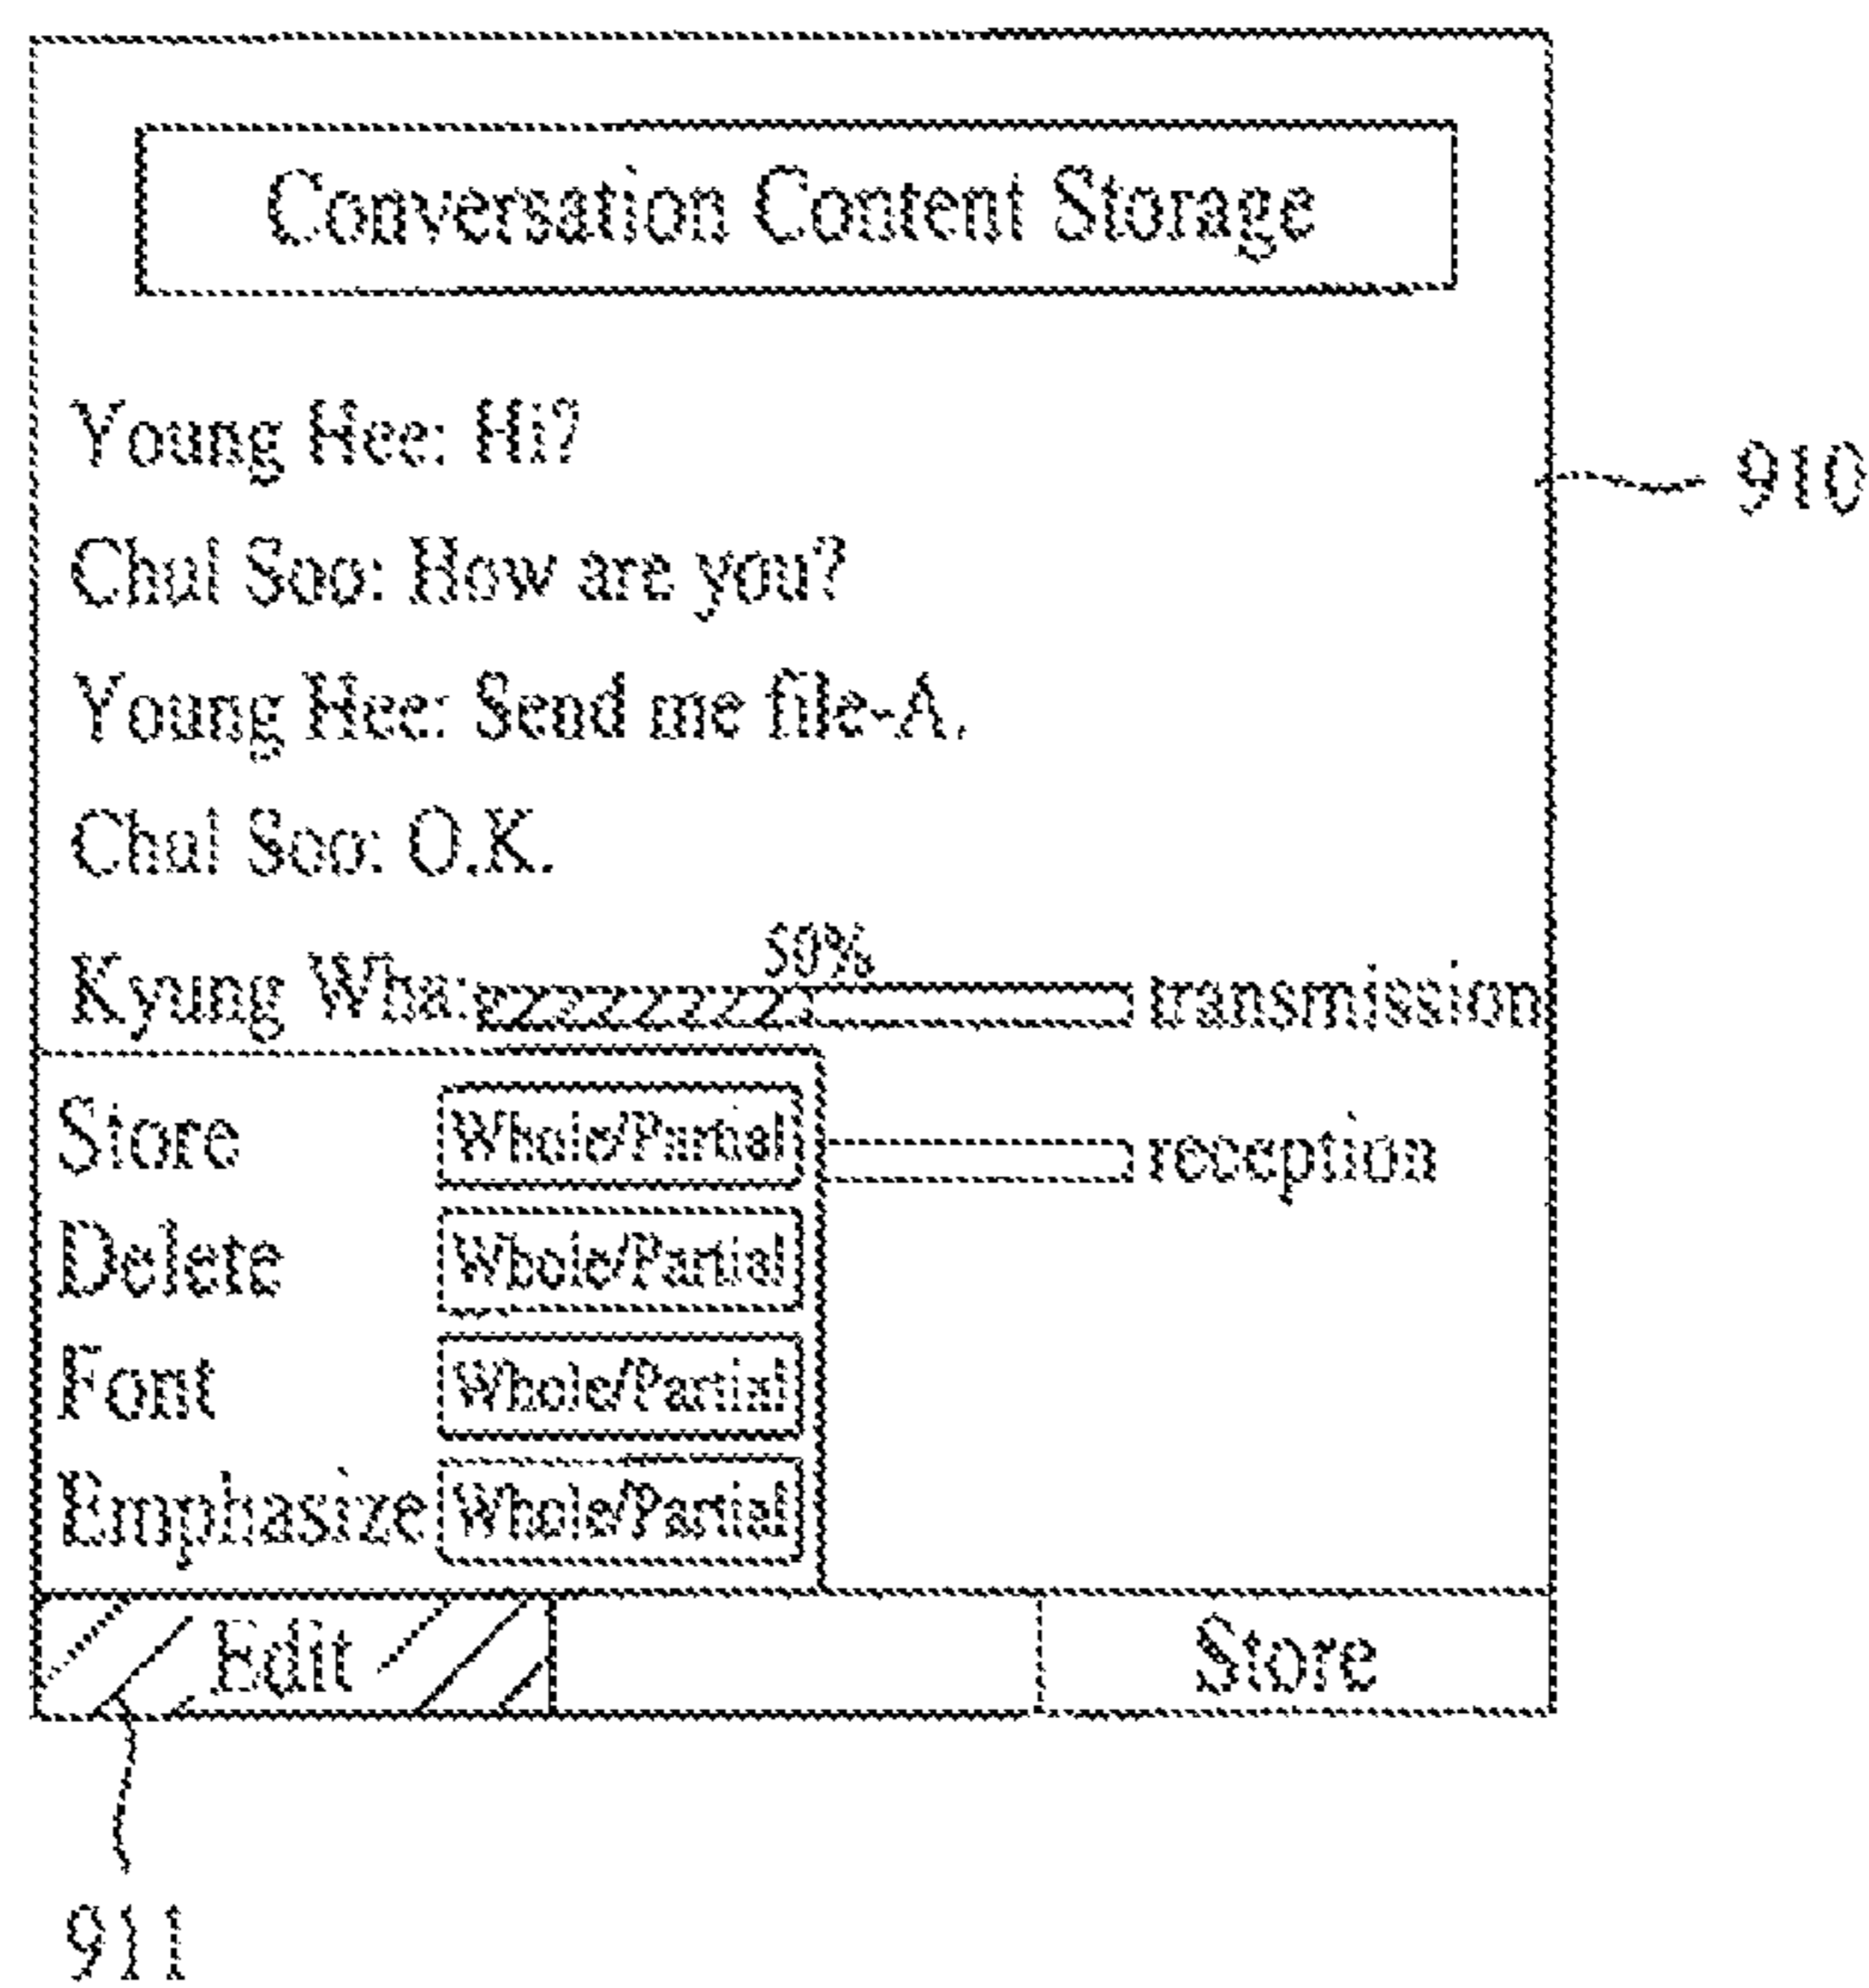 Conversation Content Storage
Young Hee: Hi?
910
Chul Soo: How are you?
Young Hee: Send me file-A.
Chul Soo: O.K.
50%
Kyung Wha: transmission
Store Whole/Partial reception
Delete Whole/Partial
Font Whole/Partial
Emphasize Whole/Partial
Edit Store
911